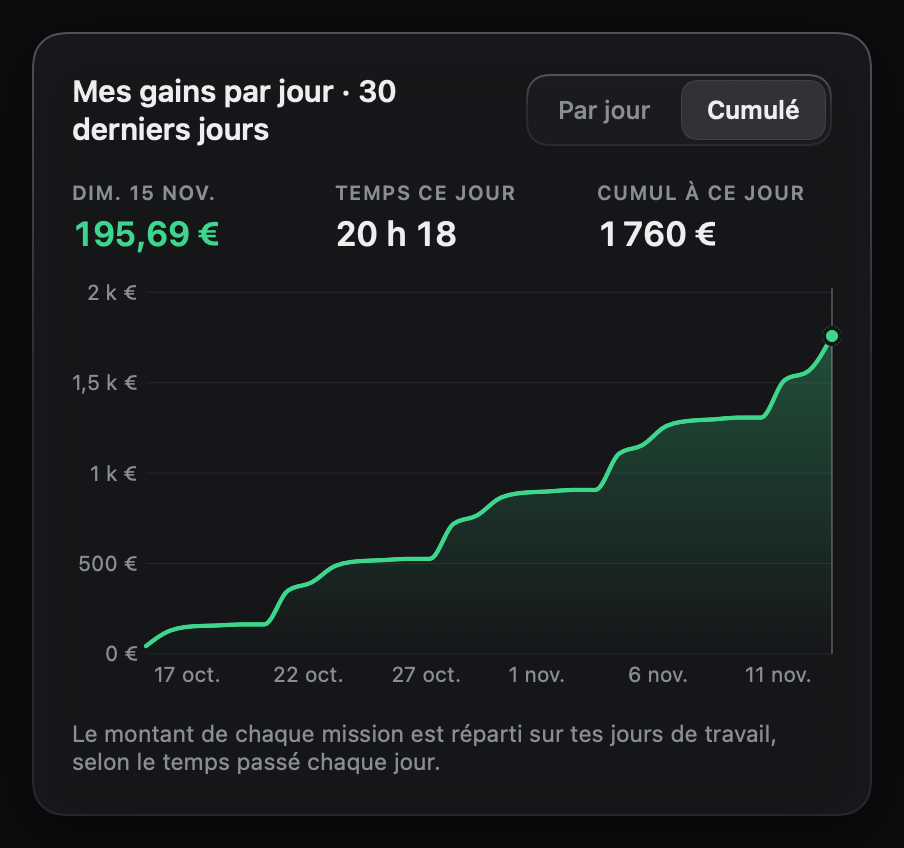 Mes gains par jour · 30
derniers jours
Par jour
Cumulé
DIM. 15 NOV.
195,69 €
TEMPS CE JOUR
20 h 18
CUMUL À CE JOUR
1 760 €
2 k €
1,5 k €
1 k €
500 €
0 €
17 oct.
22 oct.
27 oct.
1 nov.
6 nov.
11 nov.
Le montant de chaque mission est réparti sur tes jours de travail,
selon le temps passé chaque jour.